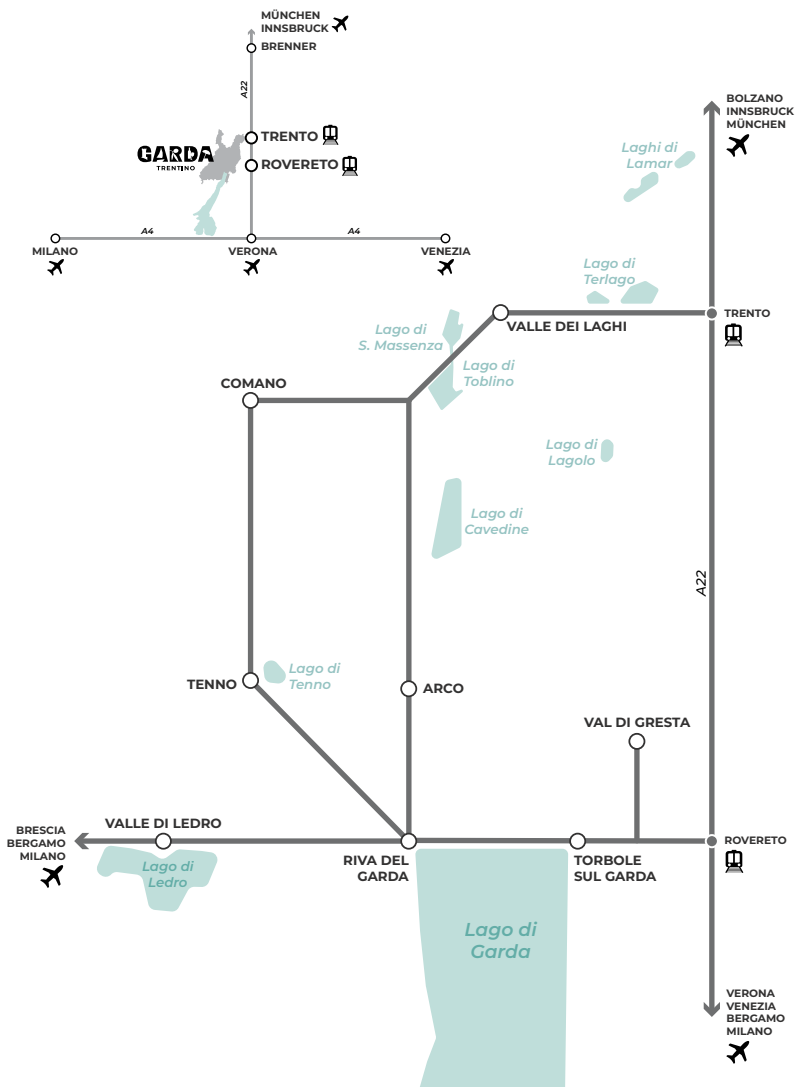 MÜNCHEN
INNSBRUCK
BRENNER
A22
TRENTO
GARDA
TRENTINO
ROVERETO
A4
A4
MILANO
VERONA
VENEZIA
BOLZANO
INNSBRUCK
MÜNCHEN
Laghi di
Lamar
Lago di
Terlago
TRENTO
VALLE DEI LAGHI
Lago di
S. Massenza
Lago di
Toblino
COMANO
Lago di
Lagolo
Lago di
Cavedine
A22
Lago di
Tenno
TENNO
ARCO
VAL DI GRESTA
VALLE DI LEDRO
BRESCIA
BERGAMO
MILANO
Lago di
Ledro
RIVA DEL
GARDA
TORBOLE
SUL GARDA
ROVERETO
Lago di
Garda
VERONA
VENEZIA
BERGAMO
MILANO